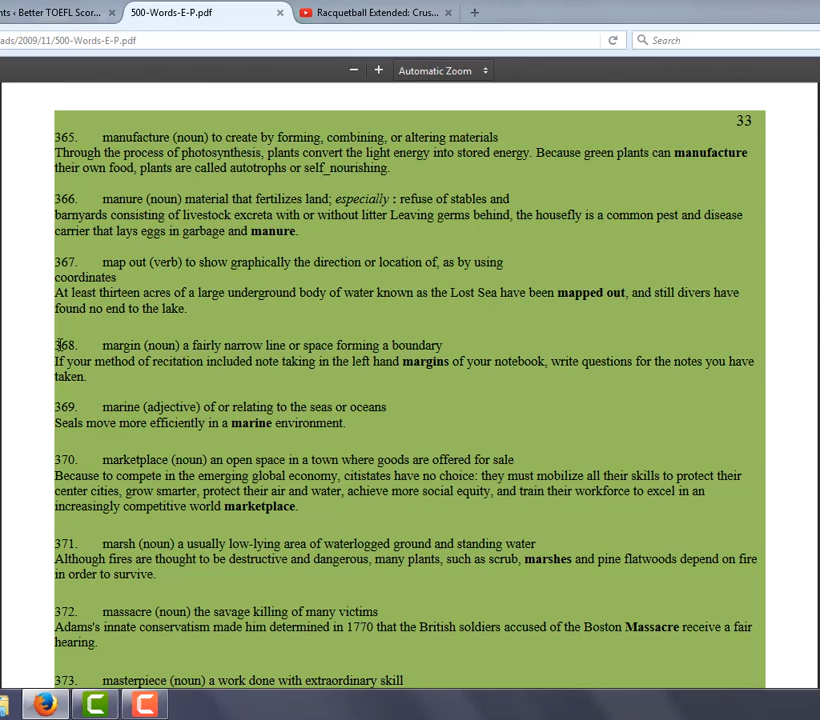 nts ‹ Better TOEFL Scor... ×
500-Words-E-P.pdf ×
Racquetball Extended: Crus... × +
ads/2009/11/500-Words-E-P.pdf
Search
Automatic Zoom
33
365. manufacture (noun) to create by forming, combining, or altering materials
Through the process of photosynthesis, plants convert the light energy into stored energy. Because green plants can manufacture
their own food, plants are called autotrophs or self_nourishing.
366. manure (noun) material that fertilizes land; especially : refuse of stables and
barnyards consisting of livestock excreta with or without litter Leaving germs behind, the housefly is a common pest and disease
carrier that lays eggs in garbage and manure.
367. map out (verb) to show graphically the direction or location of, as by using
coordinates
At least thirteen acres of a large underground body of water known as the Lost Sea have been mapped out, and still divers have
found no end to the lake.
368. margin (noun) a fairly narrow line or space forming a boundary
If your method of recitation included note taking in the left hand margins of your notebook, write questions for the notes you have
taken.
369. marine (adjective) of or relating to the seas or oceans
Seals move more efficiently in a marine environment.
370. marketplace (noun) an open space in a town where goods are offered for sale
Because to compete in the emerging global economy, citistates have no choice: they must mobilize all their skills to protect their
center cities, grow smarter, protect their air and water, achieve more social equity, and train their workforce to excel in an
increasingly competitive world marketplace.
371. marsh (noun) a usually low-lying area of waterlogged ground and standing water
Although fires are thought to be destructive and dangerous, many plants, such as scrub, marshes and pine flatwoods depend on fire
in order to survive.
372. massacre (noun) the savage killing of many victims
Adams's innate conservatism made him determined in 1770 that the British soldiers accused of the Boston Massacre receive a fair
hearing.
373. masterpiece (noun) a work done with extraordinary skill